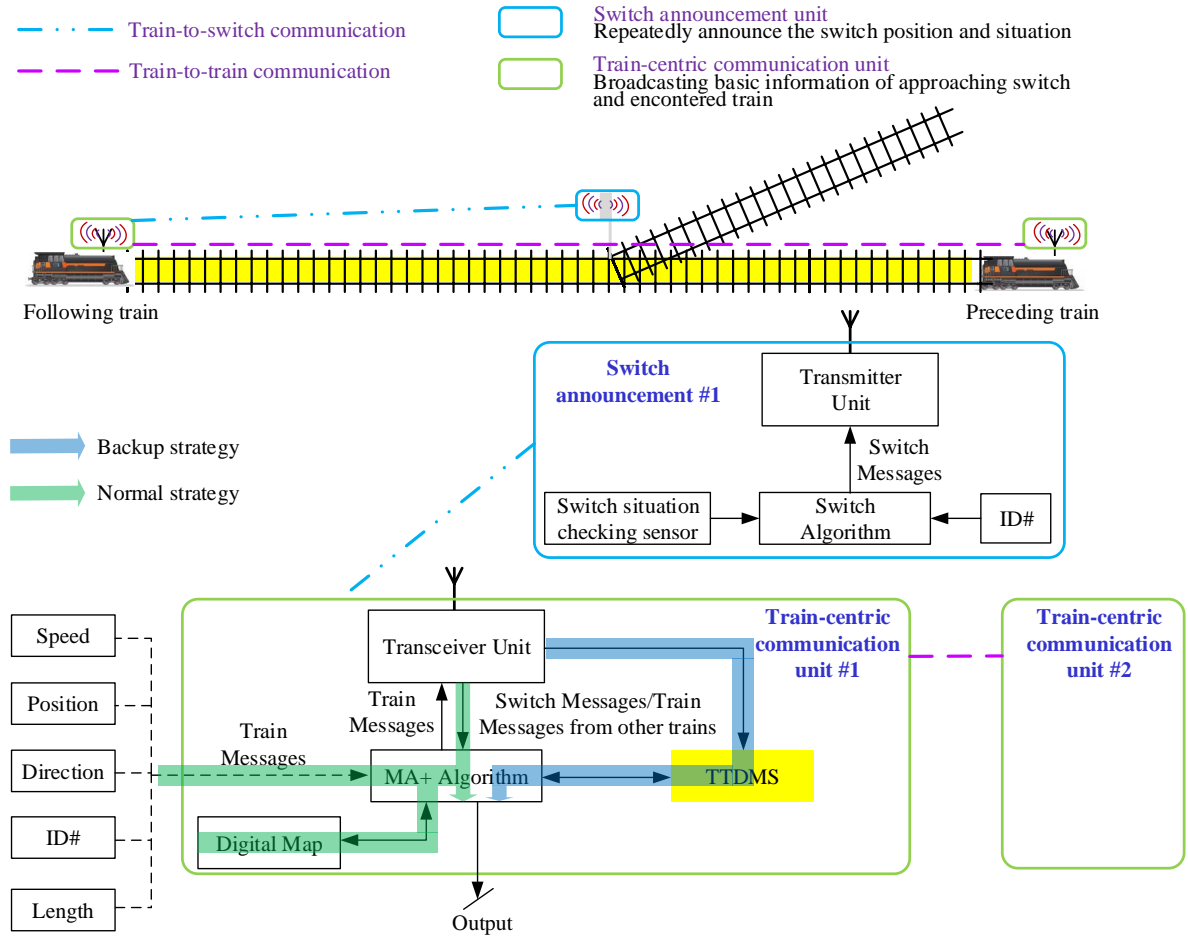 Train-to-switch communication
Train-to-train communication
Switch announcement unit
Repeatedly announce the switch position and situation
Train-centric communication unit
Broadcasting basic information of approaching switch
and encontered train
Following train
Preceding train
Switch
announcement #1
Transmitter
Unit
Switch
Messages
Switch situation
checking sensor
Switch
Algorithm
ID#
Backup strategy
Normal strategy
Speed
Position
Direction
ID#
Length
Train
Messages
Transceiver Unit
Train
Messages
Switch Messages/Train
Messages from other trains
MA+ Algorithm
TTDMS
Digital Map
Output
Train-centric
communication
unit #1
Train-centric
communication
unit #2